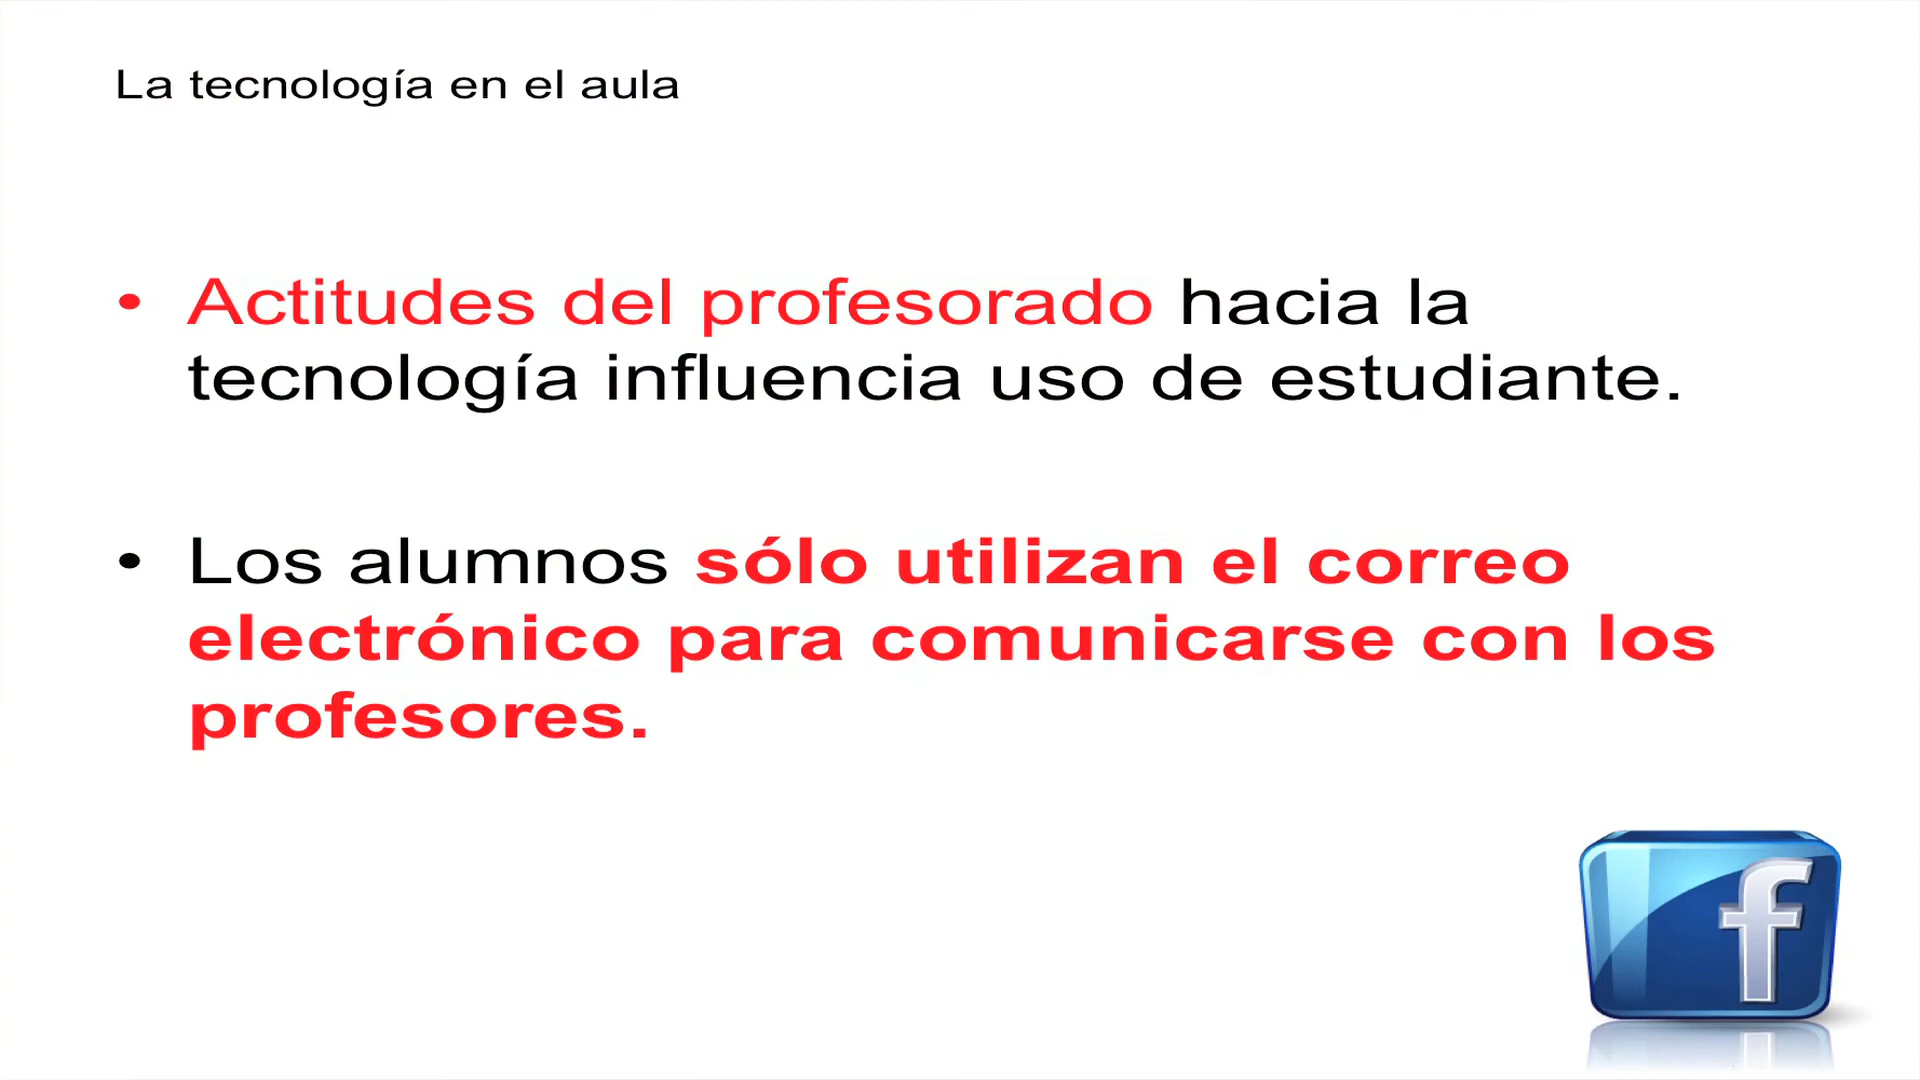 La tecnología en el aula
• Actitudes del profesorado hacia la
tecnología influencia uso de estudiante.
• Los alumnos sólo utilizan el correo
electrónico para comunicarse con los
profesores.
f